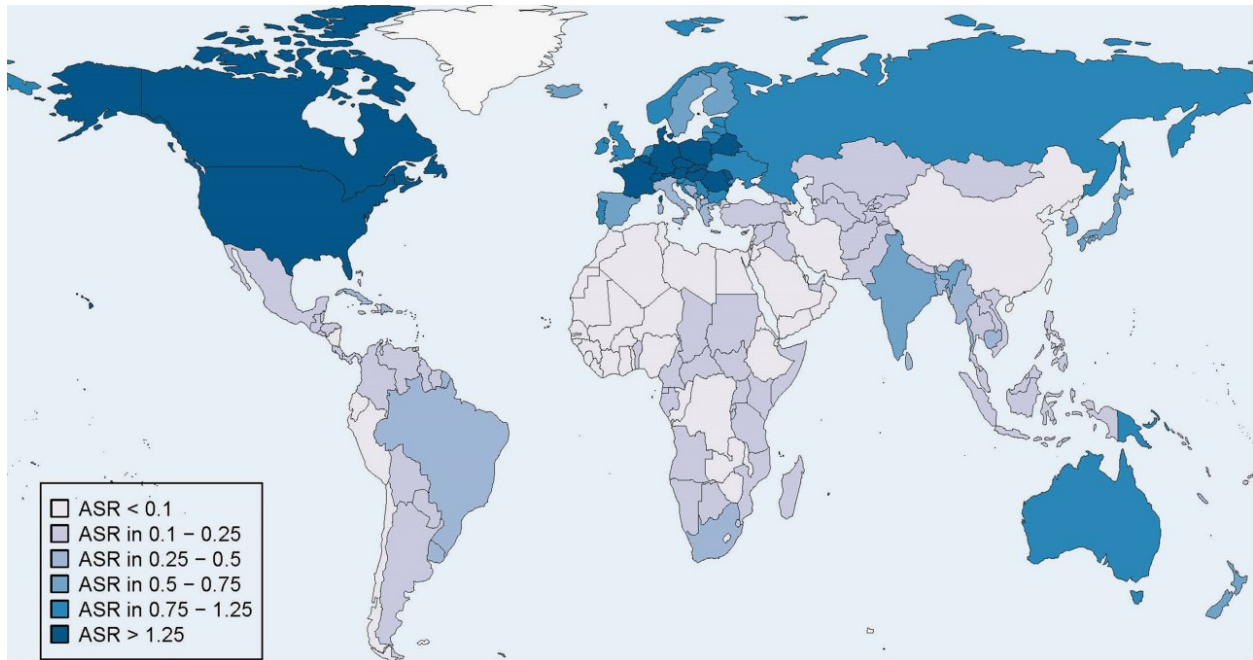 ASR < 0.1
ASR in 0.1 − 0.25
ASR in 0.25 − 0.5
ASR in 0.5 − 0.75
ASR in 0.75 − 1.25
ASR > 1.25